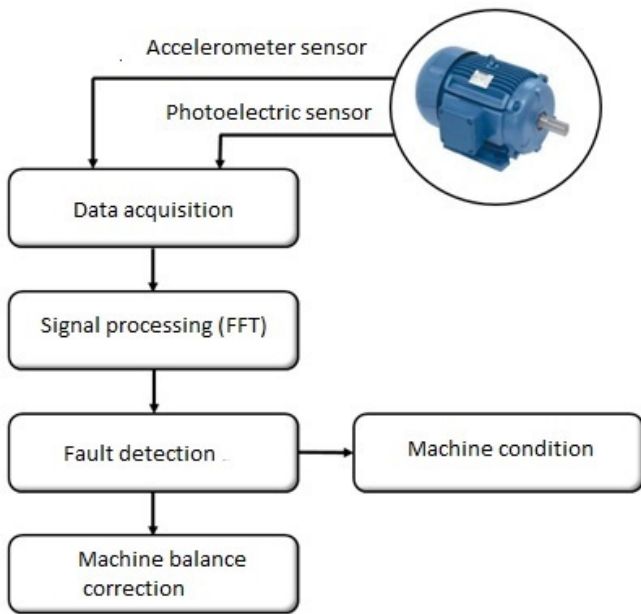 Accelerometer sensor
Photoelectric sensor
Data acquisition
Signal processing (FFT)
Fault detection
Machine condition
Machine balance
correction